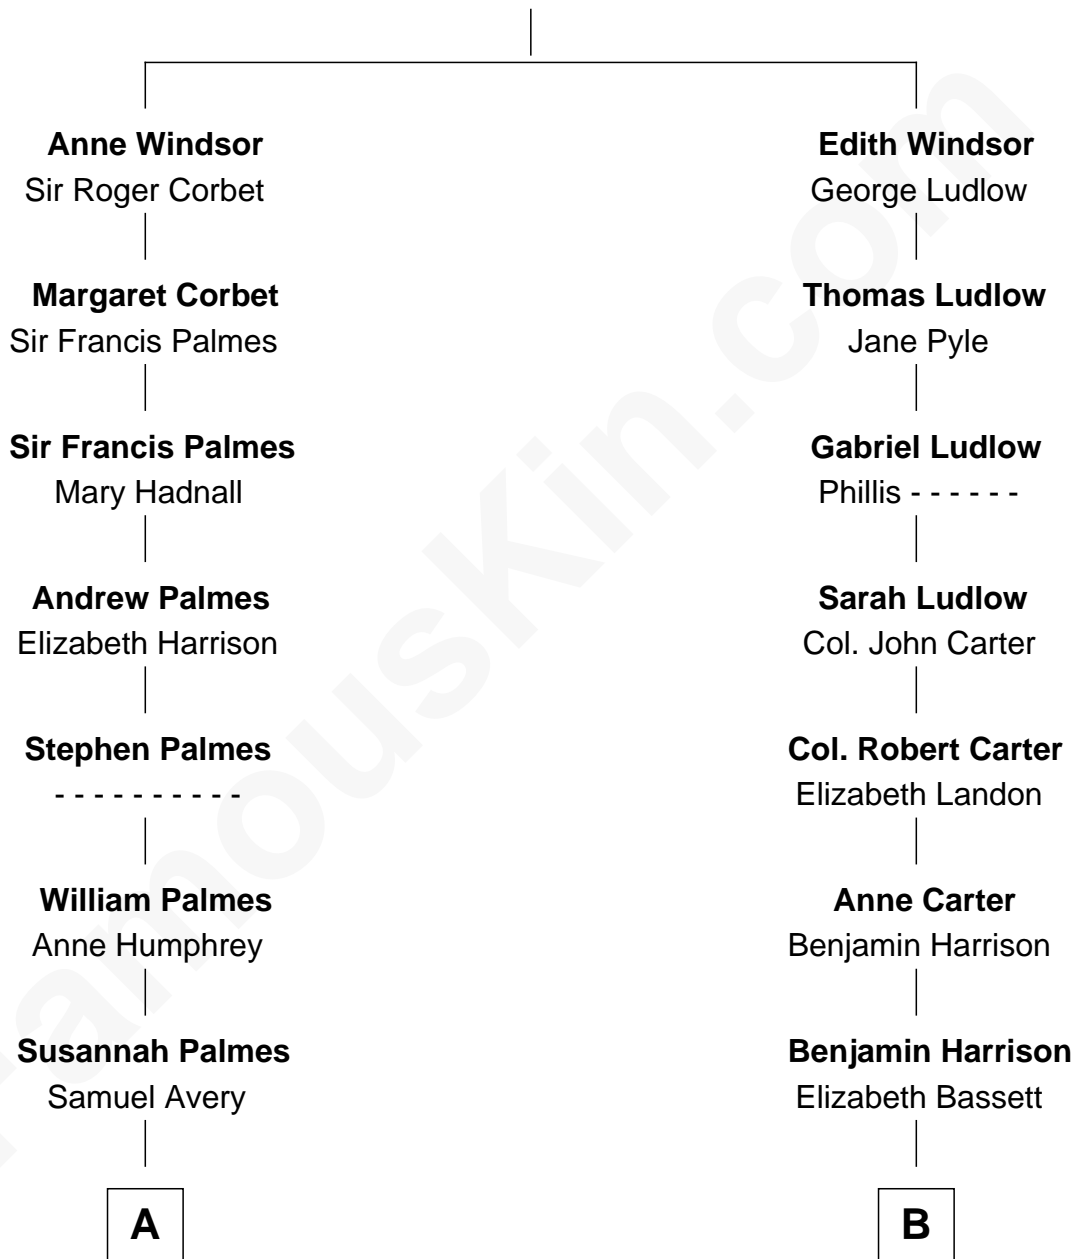 Anne Windsor
Sir Roger Corbet
Margaret Corbet
Sir Francis Palmes
Sir Francis Palmes
Mary Hadnall
Andrew Palmes
Elizabeth Harrison
Stephen Palmes
- - - - - - - - - -
William Palmes
Anne Humphrey
Susannah Palmes
Samuel Avery
A
Edith Windsor
George Ludlow
Thomas Ludlow
Jane Pyle
Gabriel Ludlow
Phillis - - - - - -
Sarah Ludlow
Col. John Carter
Col. Robert Carter
Elizabeth Landon
Anne Carter
Benjamin Harrison
Benjamin Harrison
Elizabeth Bassett
B
FamousKin.com